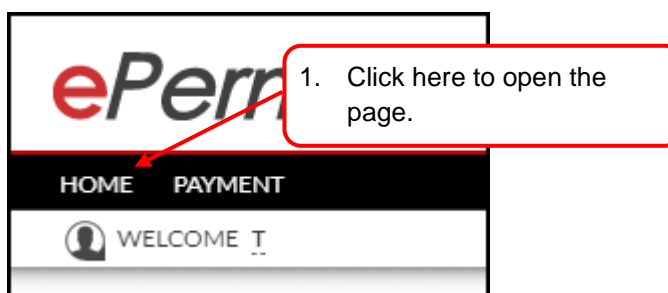 ePerm
1. Click here to open the
page.
HOME PAYMENT
WELCOME T